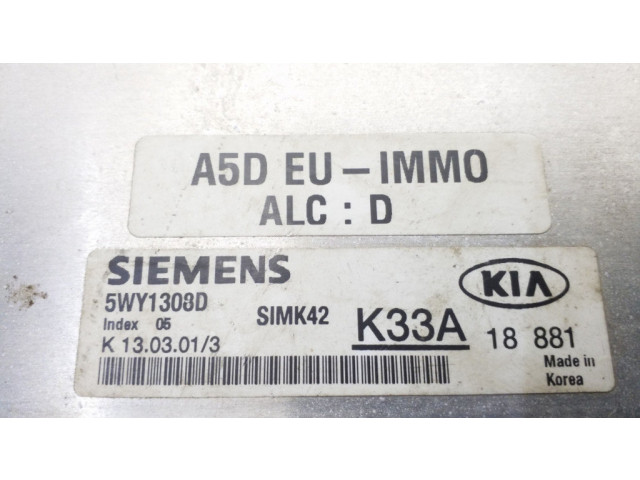 A5D EU – IMMO
ALC : D
SIEMENS
KIA
5WY1308D
Index 05
SIMK42
K33A
18 881
K 13.03.01/3
Made in
Korea